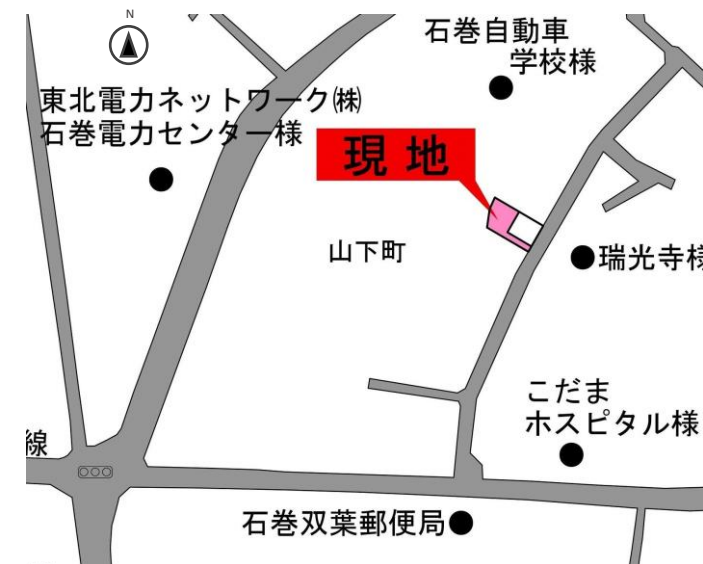 N
石巻自動車
学校様
東北電力ネットワーク㈱
石巻電力センター様
現地
山下町
瑞光寺様
こだま
ホスピタル様
線
石巻双葉郵便局